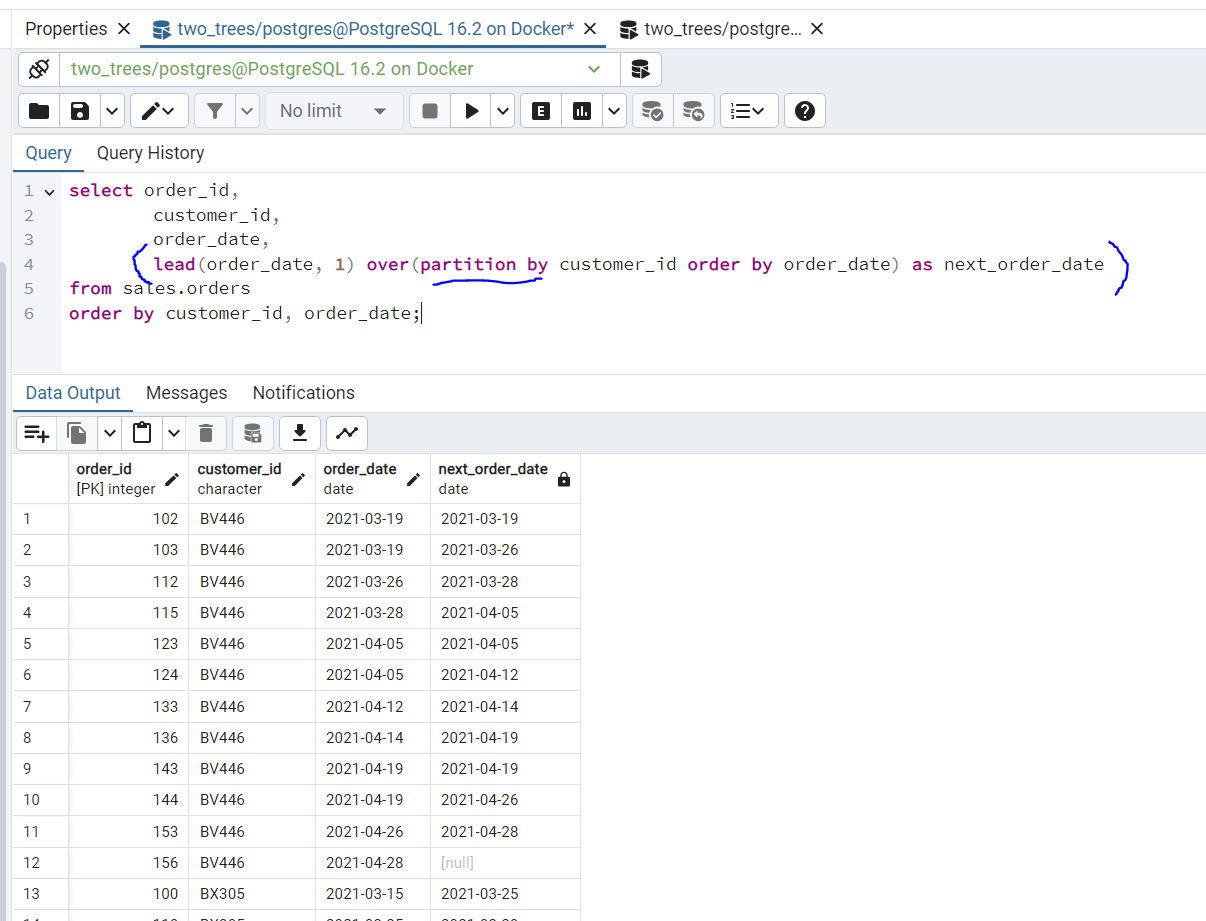 Properties
two_trees/postgres@PostgreSQL 16.2 on Docker*
two_trees/postgre...
two_trees/postgres@PostgreSQL 16.2 on Docker
No limit
E
Query
Query History
1 select order_id,
2 customer_id,
3 order_date,
4 lead(order_date, 1) over(partition by customer_id order by order_date) as next_order_date
5 from sales.orders
6 order by customer_id, order_date;
Data Output
Messages
Notifications
order_id customer_id order_date next_order_date
[PK] integer character date date
1 102 BV446 2021-03-19 2021-03-19
2 103 BV446 2021-03-19 2021-03-26
3 112 BV446 2021-03-26 2021-03-28
4 115 BV446 2021-03-28 2021-04-05
5 123 BV446 2021-04-05 2021-04-05
6 124 BV446 2021-04-05 2021-04-12
7 133 BV446 2021-04-12 2021-04-14
8 136 BV446 2021-04-14 2021-04-19
9 143 BV446 2021-04-19 2021-04-19
10 144 BV446 2021-04-19 2021-04-26
11 153 BV446 2021-04-26 2021-04-28
12 156 BV446 2021-04-28 [null]
13 100 BX305 2021-03-15 2021-03-25